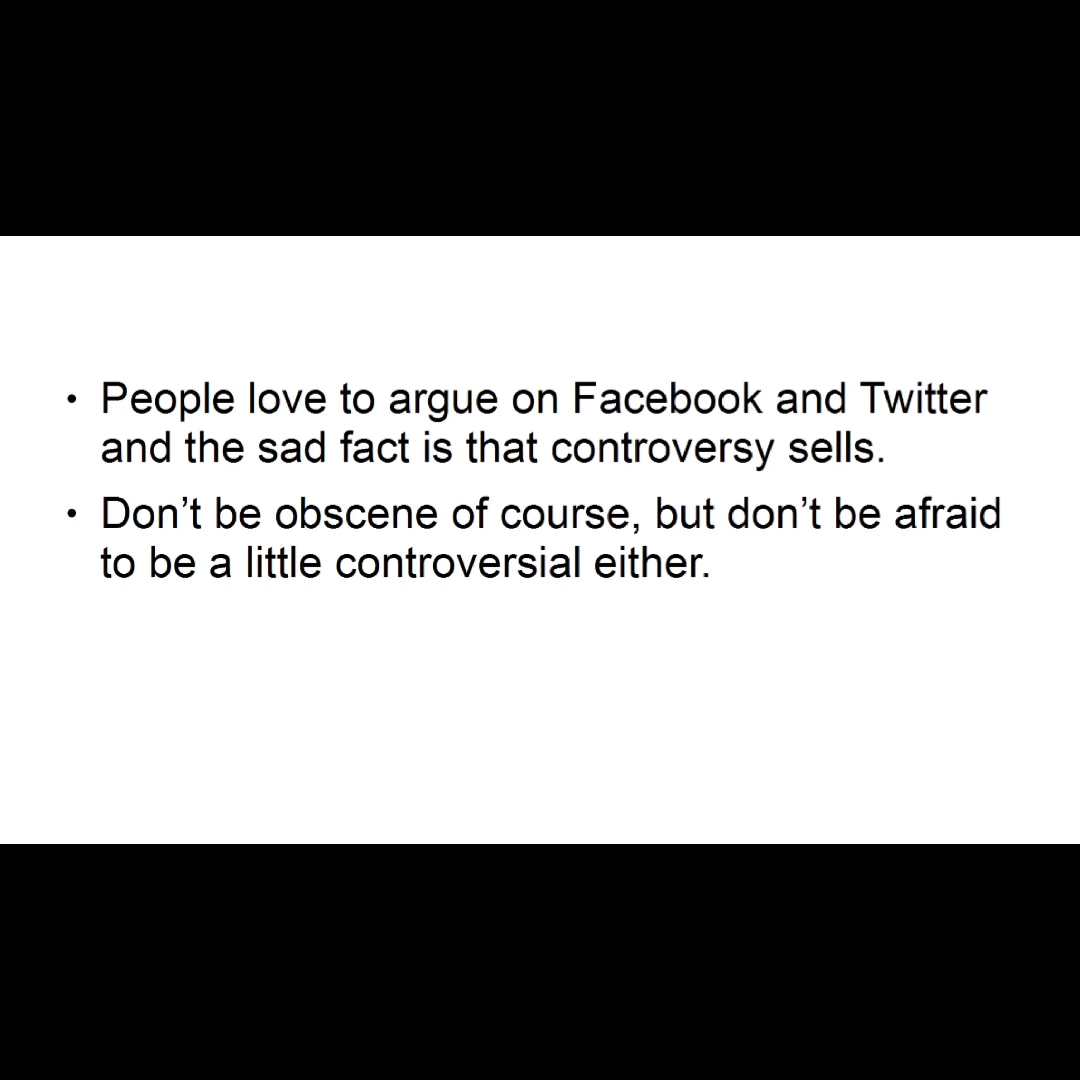 • People love to argue on Facebook and Twitter
and the sad fact is that controversy sells.
• Don’t be obscene of course, but don’t be afraid
to be a little controversial either.